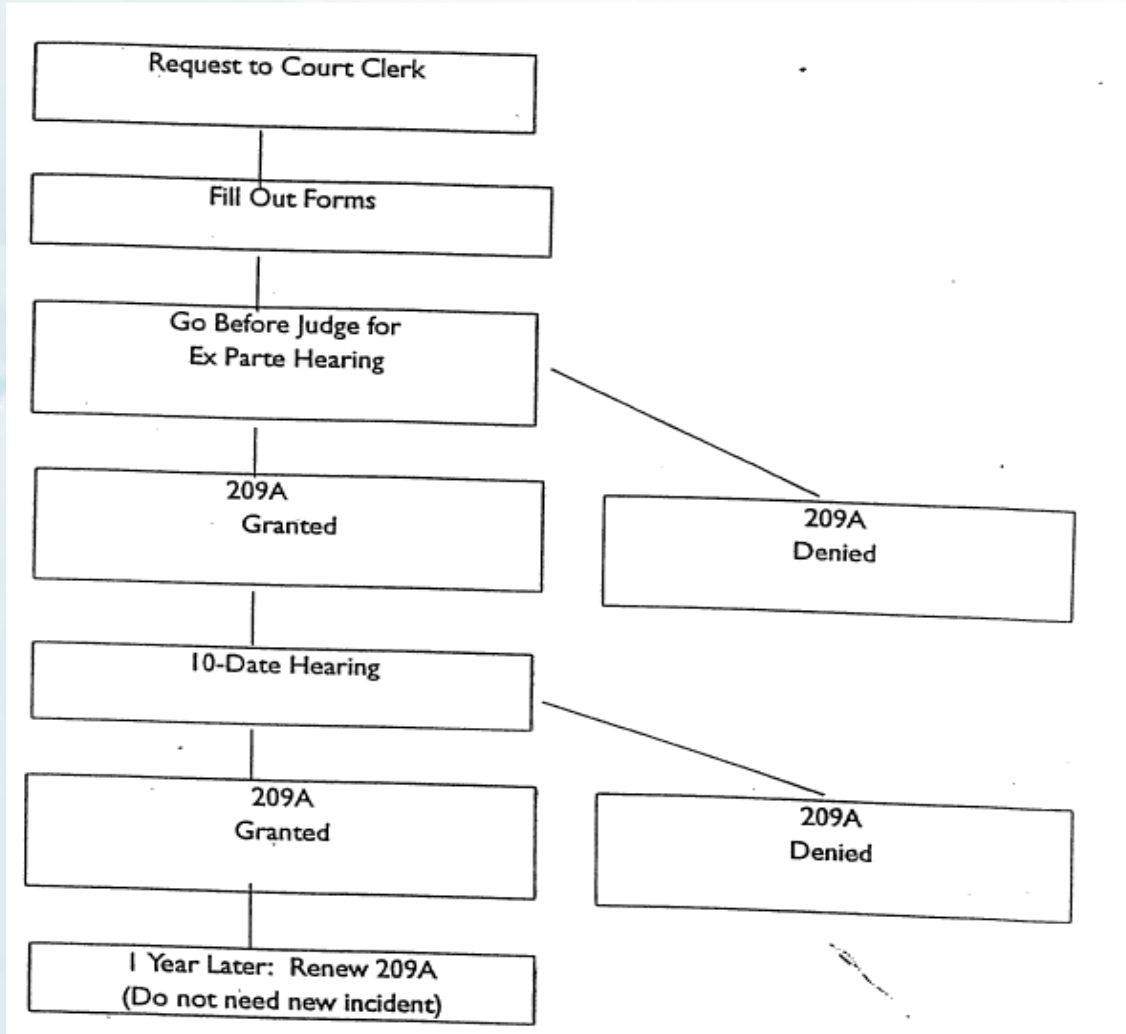 Request to Court Clerk
Fill Out Forms
Go Before Judge for
Ex Parte Hearing
209A
Granted
209A
Denied
10-Date Hearing
209A
Granted
209A
Denied
1 Year Later: Renew 209A
(Do not need new incident)